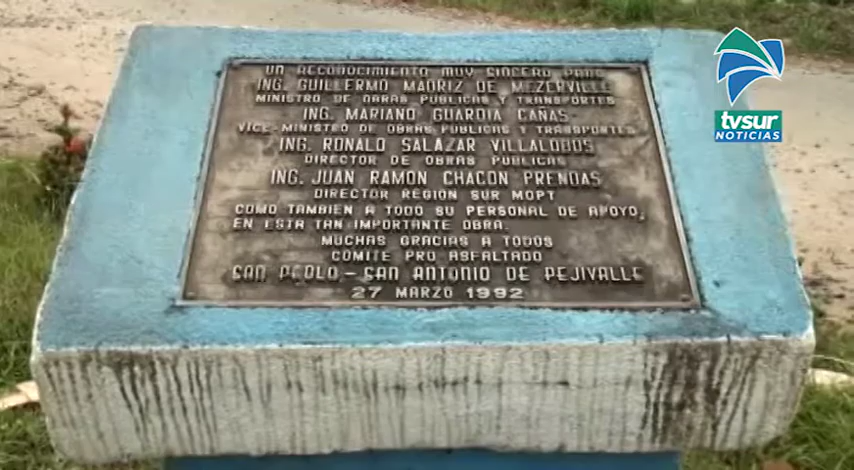 UN RECONOCIMIENTO MUY SINCERO PARA
ING. GUILLERMO MADRIZ DE MEZERVILLE
MINISTRO DE OBRAS PUBLICAS Y TRANSPORTES
ING. MARIANO GUARDIA CAÑAS
VICE-MINISTRO DE OBRAS PUBLICAS Y TRANSPORTES
ING. RONALD SALAZAR VILLALOBOS
DIRECTOR DE OBRAS PUBLICAS
ING. JUAN RAMON CHACON PRENDAS
DIRECTOR REGION SUR MOPT
COMO TAMBIEN A TODO SU PERSONAL DE APOYO,
EN ESTA TAN IMPORTANTE OBRA.
MUCHAS GRACIAS A TODOS
COMITE PRO ASFALTADO
SAN PEDRO - SAN ANTONIO DE PEJIVALLE
27 MARZO 1992
tvsur
NOTICIAS